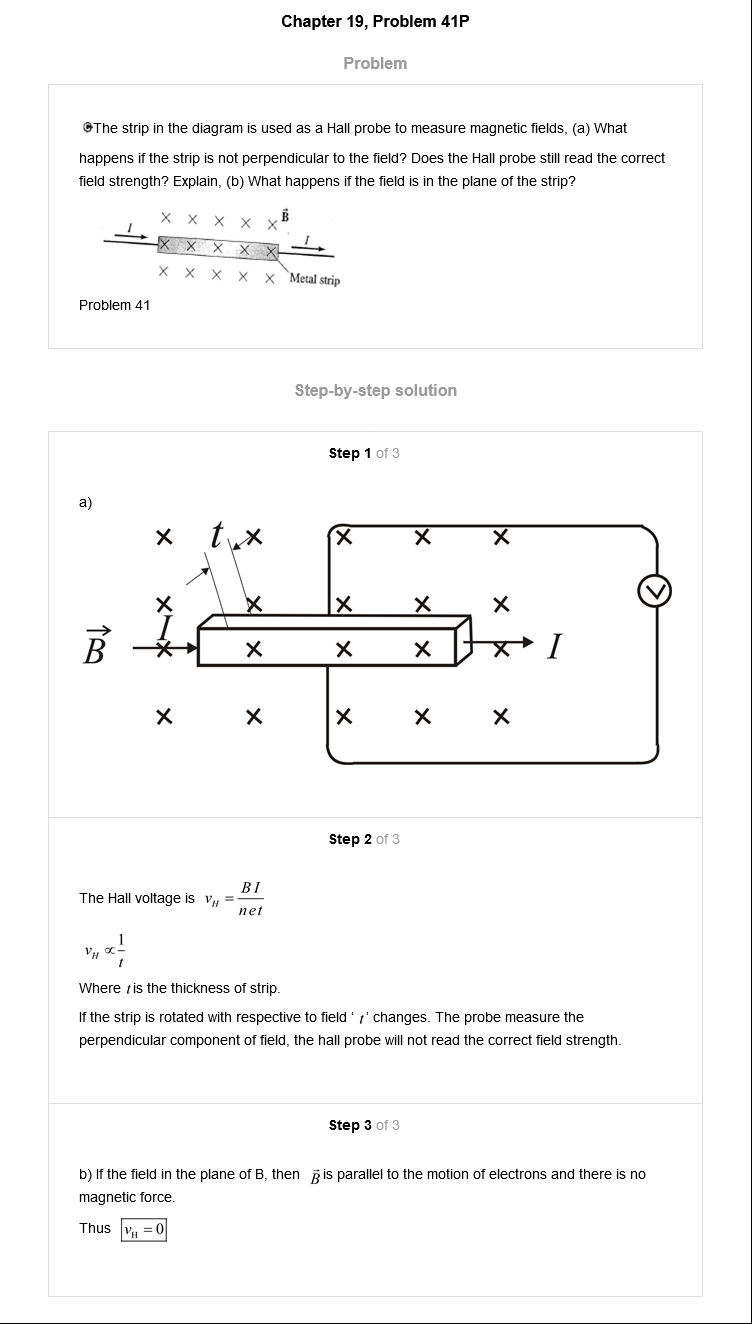 Chapter 19, Problem 41P
Problem
The strip in the diagram is used as a Hall probe to measure magnetic fields, (a) What
happens if the strip is not perpendicular to the field? Does the Hall probe still read the correct
field strength? Explain, (b) What happens if the field is in the plane of the strip?
× × × × × B⃗
I × × × × × I
× × × × × Metal strip
Problem 41
Step-by-step solution
Step 1 of 3
a)
× t × × × ×
V
× × × × ×
I
B⃗ × × × × × I
× × × × ×
Step 2 of 3
The Hall voltage is v_H = BI/net
v_H ∝ 1/t
Where t is the thickness of strip.
If the strip is rotated with respective to field ‘ t’ changes. The probe measure the
perpendicular component of field, the hall probe will not read the correct field strength.
Step 3 of 3
b) If the field in the plane of B, then B⃗ is parallel to the motion of electrons and there is no
magnetic force.
Thus v_H = 0